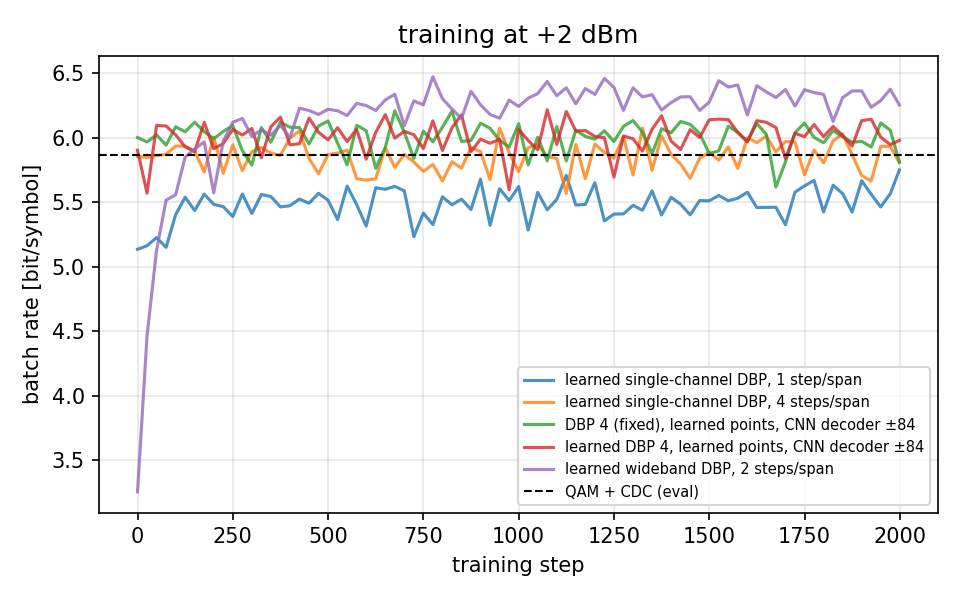 training at +2 dBm
6.5
6.0
5.5
5.0
4.5
4.0
3.5
batch rate [bit/symbol]
learned single-channel DBP, 1 step/span
learned single-channel DBP, 4 steps/span
DBP 4 (fixed), learned points, CNN decoder ±84
learned DBP 4, learned points, CNN decoder ±84
learned wideband DBP, 2 steps/span
QAM + CDC (eval)
0 250 500 750 1000 1250 1500 1750 2000
training step